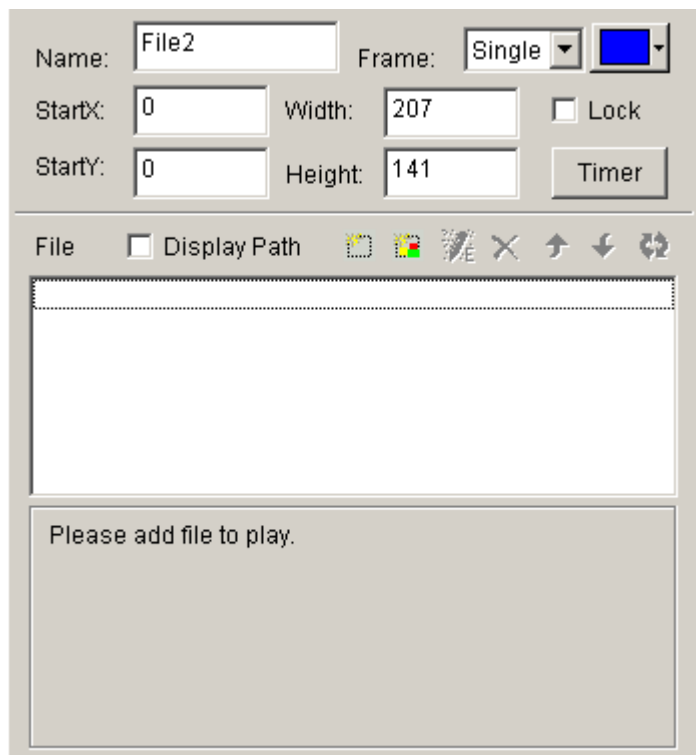 Name: File2 Frame: Single
StartX: 0 Width: 207 Lock
StartY: 0 Height: 141 Timer
File Display Path E
Please add file to play.